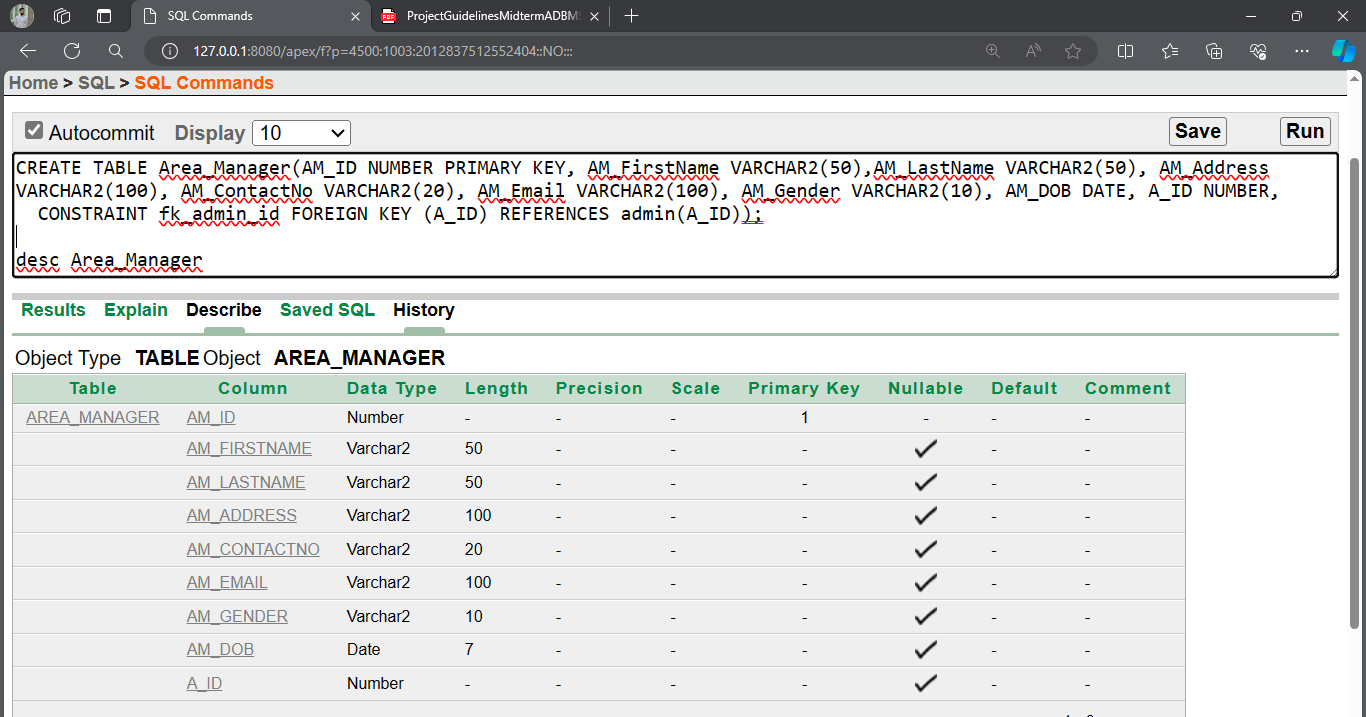 SQL Commands
ProjectGuidelinesMidtermADBMS
127.0.0.1:8080/apex/f?p=4500:1003:2012837512552404::NO:::
Home > SQL > SQL Commands
Autocommit Display 10 Save Run
CREATE TABLE Area_Manager(AM_ID NUMBER PRIMARY KEY, AM_FirstName VARCHAR2(50),AM_LastName VARCHAR2(50), AM_Address
VARCHAR2(100), AM_ContactNo VARCHAR2(20), AM_Email VARCHAR2(100), AM_Gender VARCHAR2(10), AM_DOB DATE, A_ID NUMBER,
CONSTRAINT fk_admin_id FOREIGN KEY (A_ID) REFERENCES admin(A_ID));
desc Area_Manager
Results Explain Describe Saved SQL History
Object Type TABLE Object AREA_MANAGER
Table Column Data Type Length Precision Scale Primary Key Nullable Default Comment
AREA_MANAGER AM_ID Number - - - 1 - - -
AM_FIRSTNAME Varchar2 50 - - - ✓ - -
AM_LASTNAME Varchar2 50 - - - ✓ - -
AM_ADDRESS Varchar2 100 - - - ✓ - -
AM_CONTACTNO Varchar2 20 - - - ✓ - -
AM_EMAIL Varchar2 100 - - - ✓ - -
AM_GENDER Varchar2 10 - - - ✓ - -
AM_DOB Date 7 - - - ✓ - -
A_ID Number - - - - ✓ - -